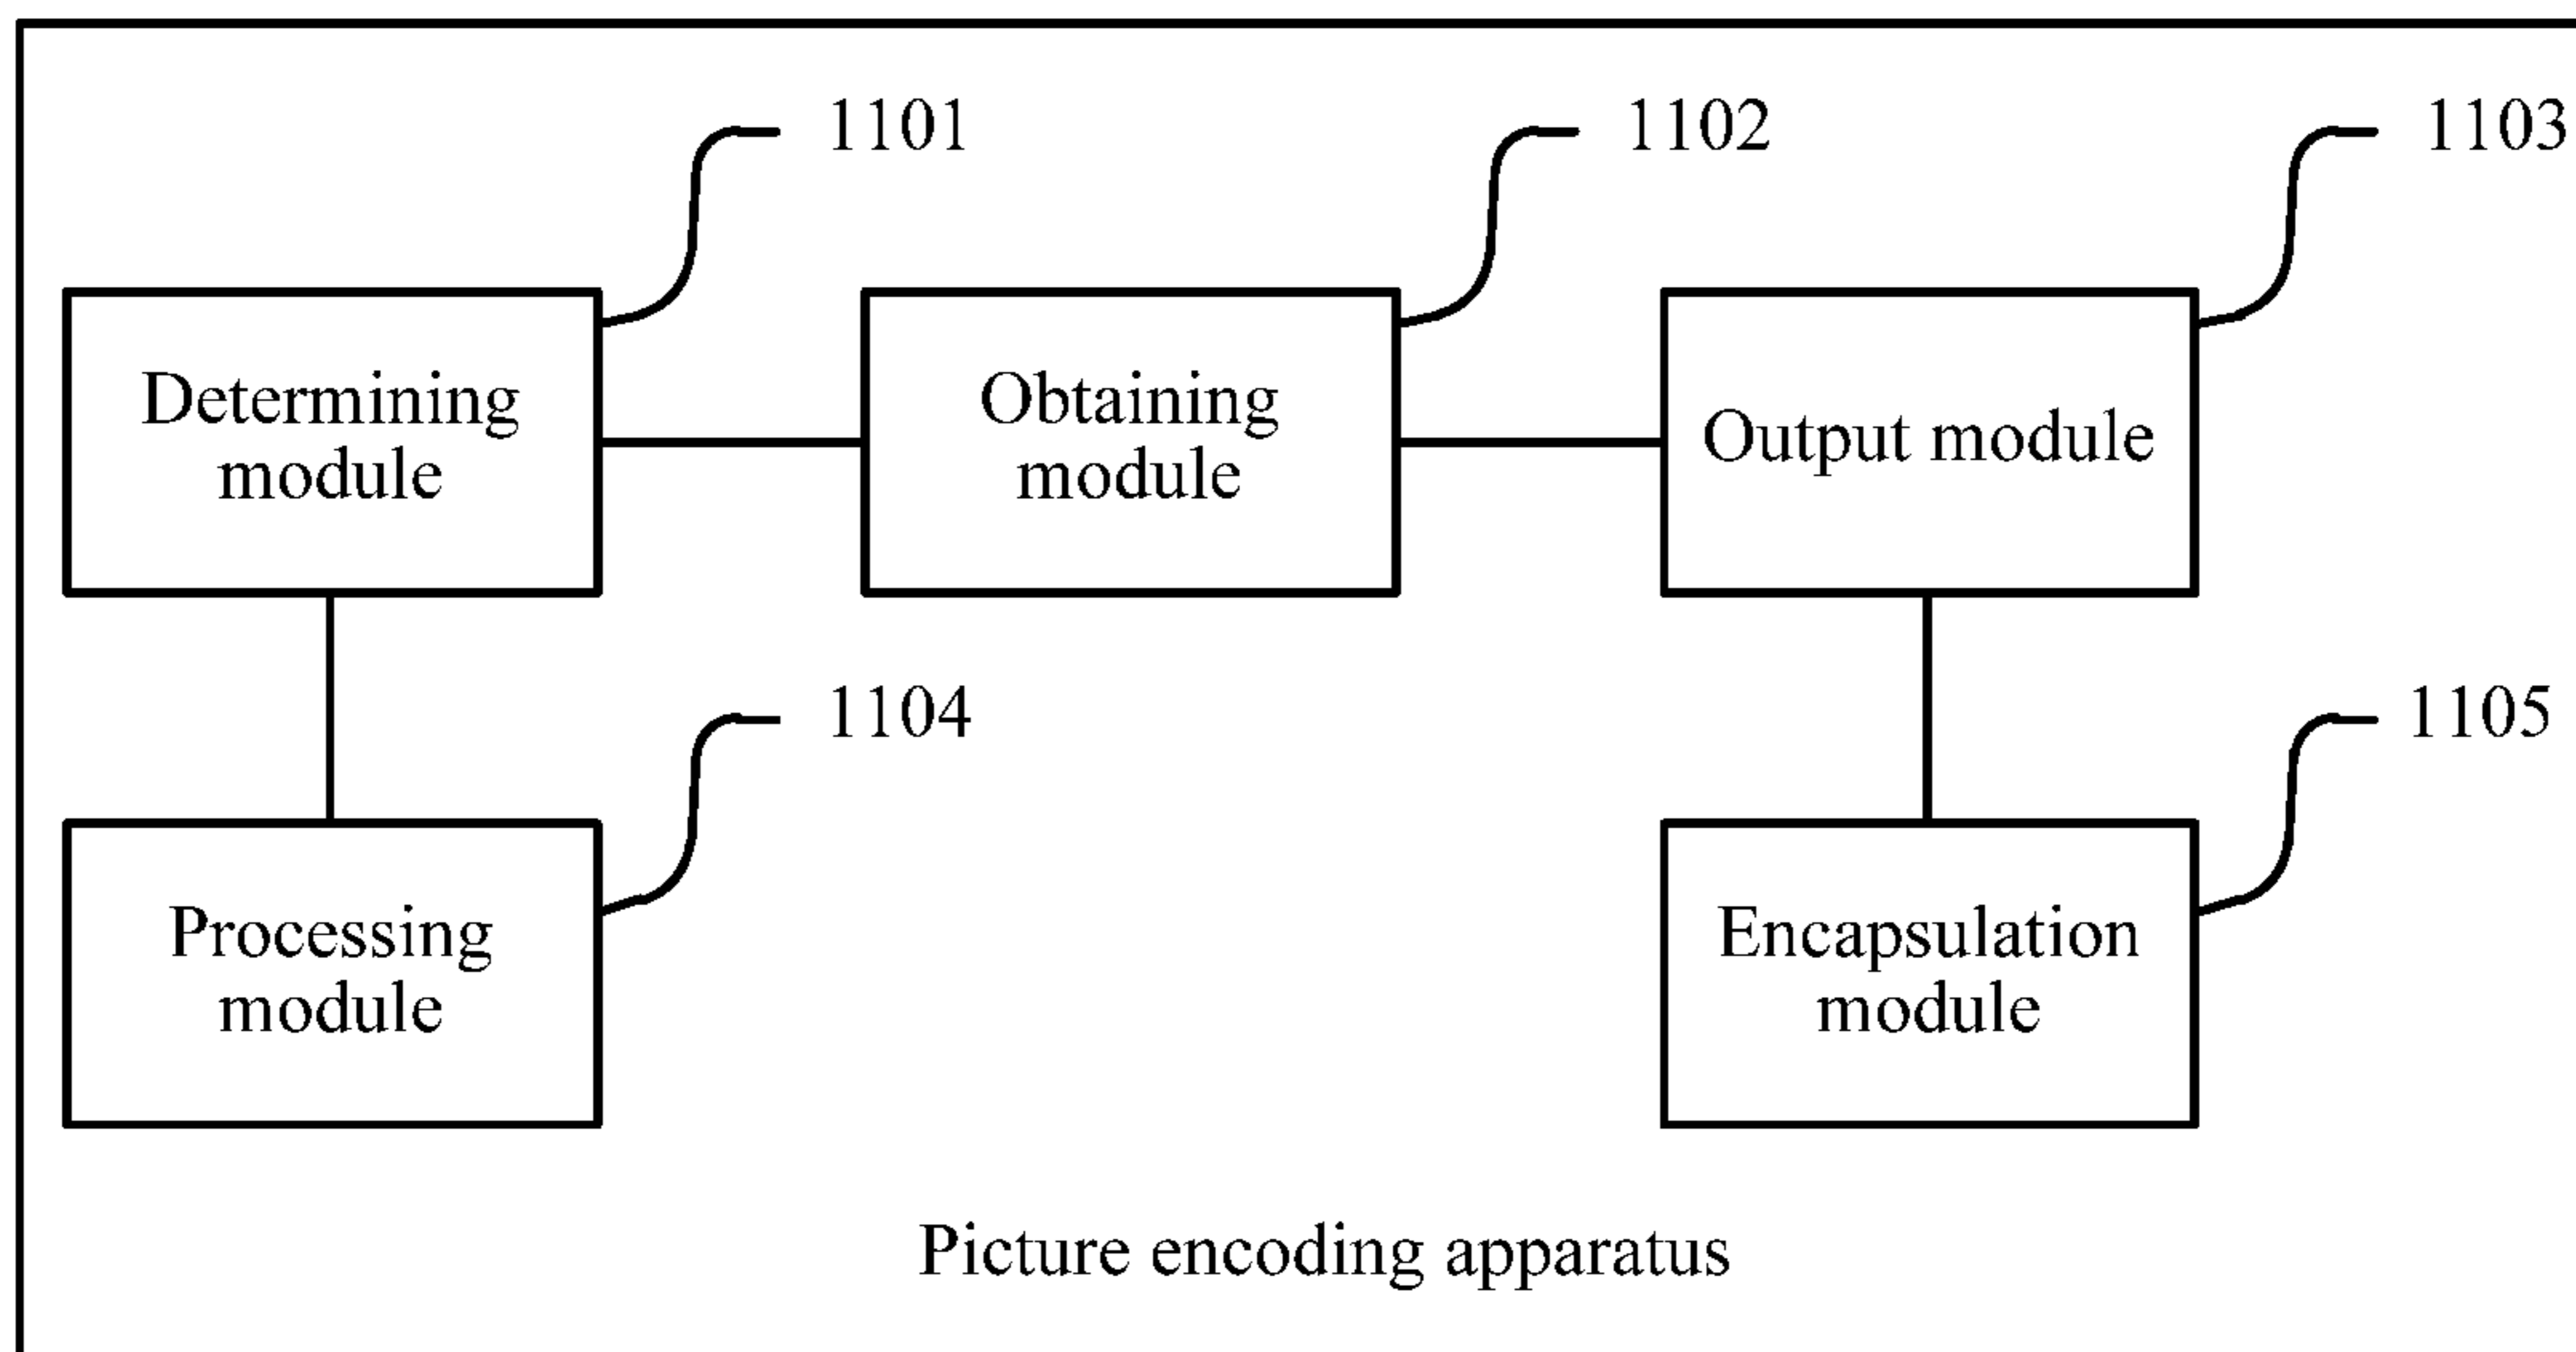 1101
1102
1103
Determining
module
Obtaining
module
Output module
1104
1105
Processing
module
Encapsulation
module
Picture encoding apparatus